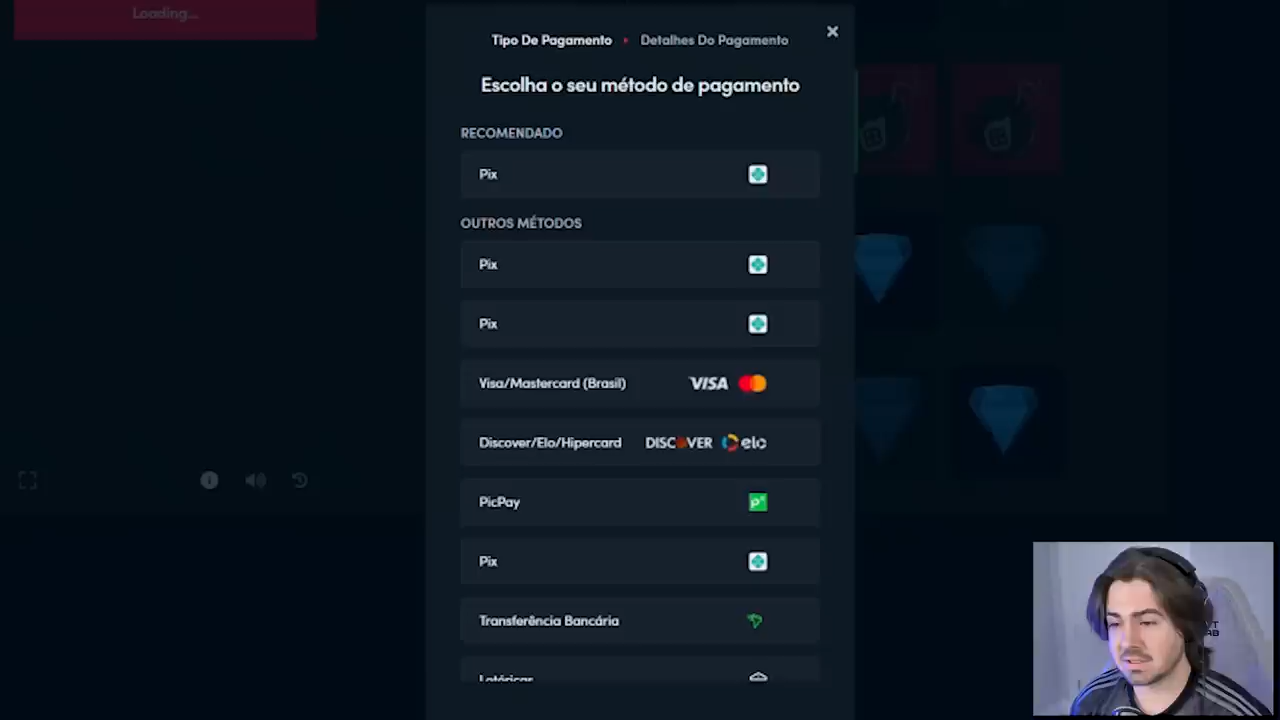 Loading...
Tipo De Pagamento • Detalhes Do Pagamento
Escolha o seu método de pagamento
RECOMENDADO
Pix
OUTROS MÉTODOS
Pix
Pix
Visa/Mastercard (Brasil) VISA
Discover/Elo/Hipercard DISCOVER elo
PicPay
Pix
Transferência Bancária
Lotéricas